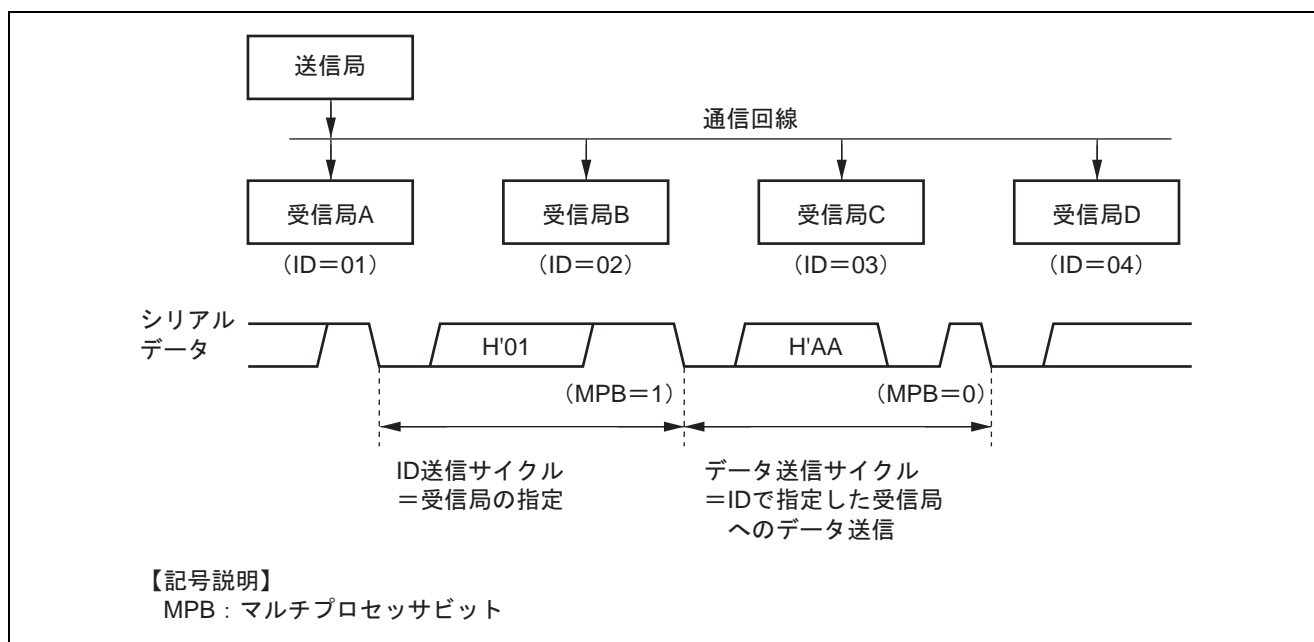 送信局
通信回線
受信局A 受信局B 受信局C 受信局D
（ID＝01） （ID＝02） （ID＝03） （ID＝04）
シリアル
データ
H'01 H'AA
（MPB＝1） （MPB＝0）
ID送信サイクル
＝受信局の指定
データ送信サイクル
＝IDで指定した受信局
へのデータ送信
【記号説明】
MPB：マルチプロセッサビット